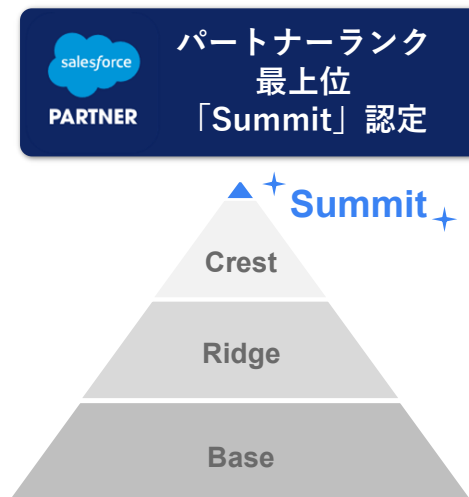 salesforce
PARTNER
パートナーランク
最上位
「Summit」認定
Summit
Crest
Ridge
Base